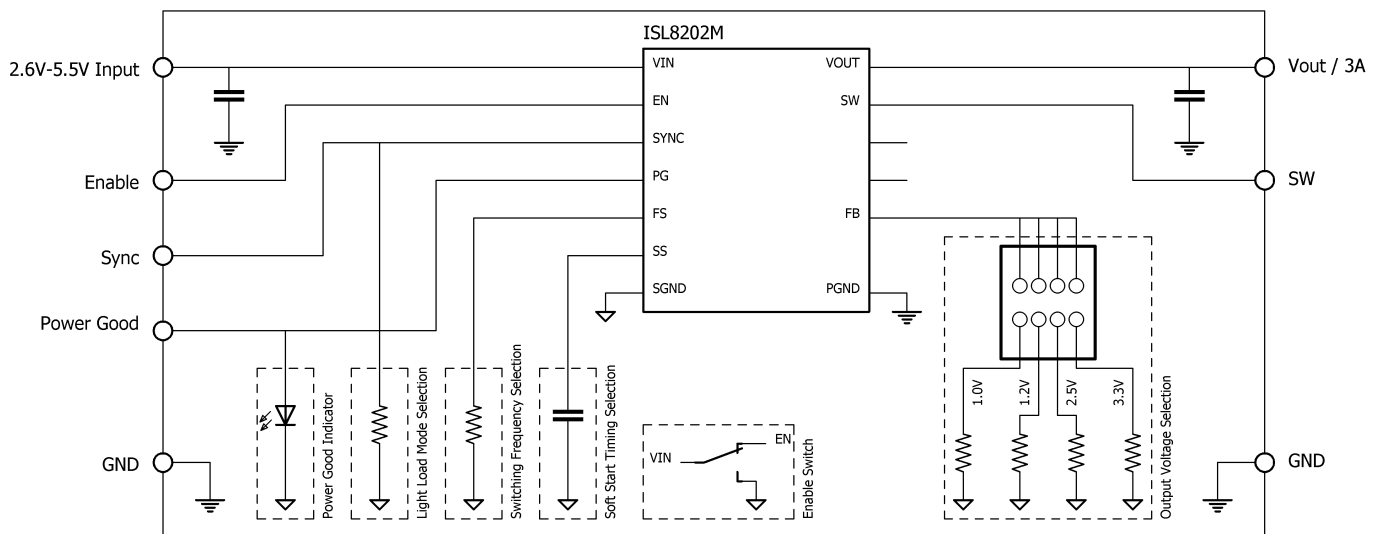 ISL8202M
2.6V-5.5V Input
VIN
VOUT
Vout / 3A
EN
SW
SYNC
Enable
PG
SW
FS
FB
Sync
SS
SGND
PGND
Power Good
Power Good Indicator
Light Load Mode Selection
Switching Frequency Selection
Soft Start Timing Selection
VIN
EN
Enable Switch
1.0V
1.2V
2.5V
3.3V
Output Voltage Selection
GND
GND